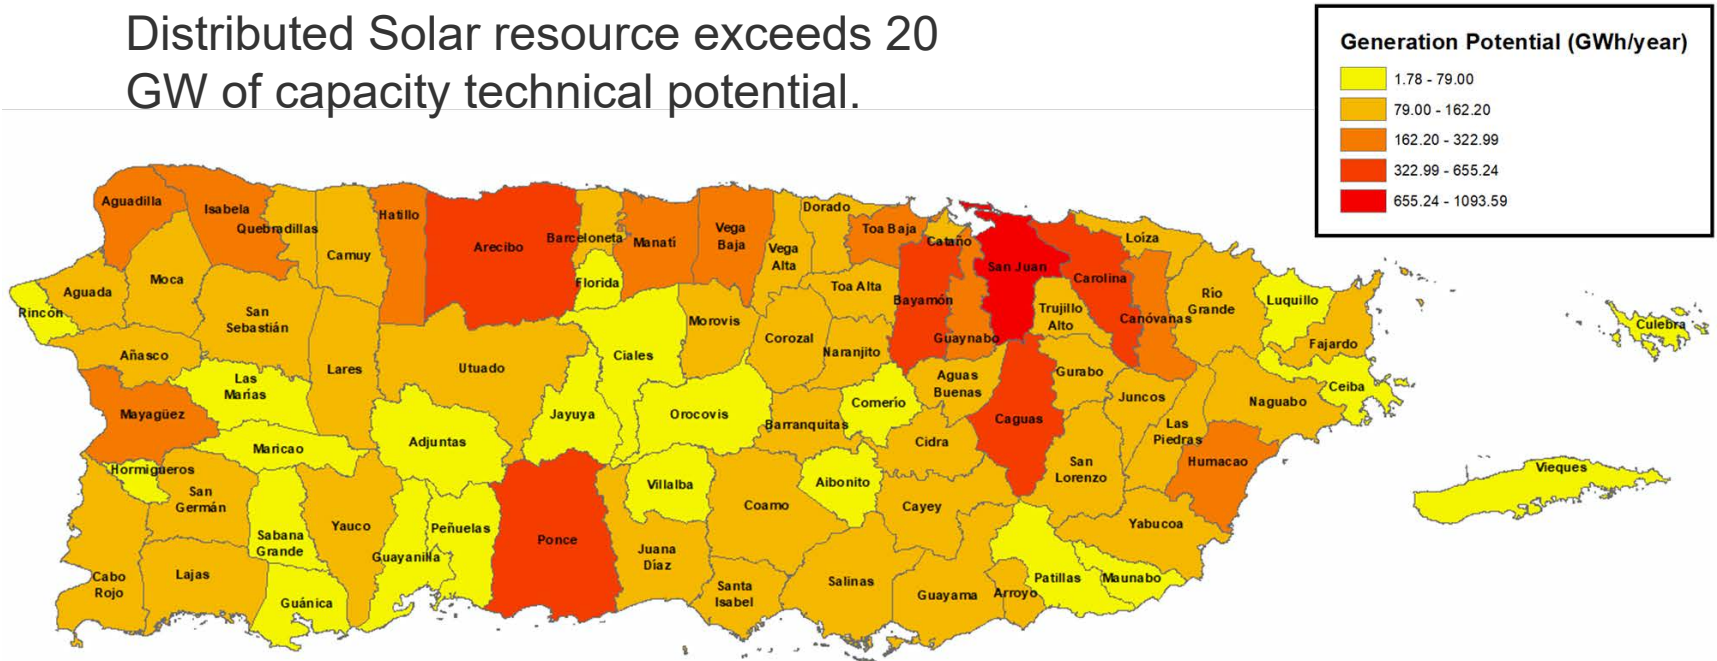 Distributed Solar resource exceeds 20
GW of capacity technical potential.
Generation Potential (GWh/year)
1.78 - 79.00
79.00 - 162.20
162.20 - 322.99
322.99 - 655.24
655.24 - 1093.59
Aguadilla
Isabela
Quebradillas
Camuy
Hatillo
Arecibo
Barceloneta
Florida
Manatí
Vega
Baja
Vega
Alta
Dorado
Toa Baja
Cataño
Toa Alta
Bayamón
Guaynabo
San Juan
Carolina
Trujillo
Alto
Loíza
Canóvanas
Río
Grande
Luquillo
Fajardo
Culebra
Ceiba
Vieques
Rincón
Aguada
Moca
San
Sebastián
Añasco
Lares
Utuado
Ciales
Morovis
Corozal
Naranjito
Aguas
Buenas
Gurabo
Juncos
Las
Piedras
Naguabo
Humacao
Mayagüez
Las
Marías
Maricao
Adjuntas
Jayuya
Orocovis
Barranquitas
Comerío
Cidra
Caguas
San
Lorenzo
Hormigueros
San
Germán
Sabana
Grande
Yauco
Guayanilla
Peñuelas
Ponce
Villalba
Juana
Díaz
Coamo
Aibonito
Cayey
Yabucoa
Cabo
Rojo
Lajas
Guánica
Santa
Isabel
Salinas
Guayama
Arroyo
Patillas
Maunabo